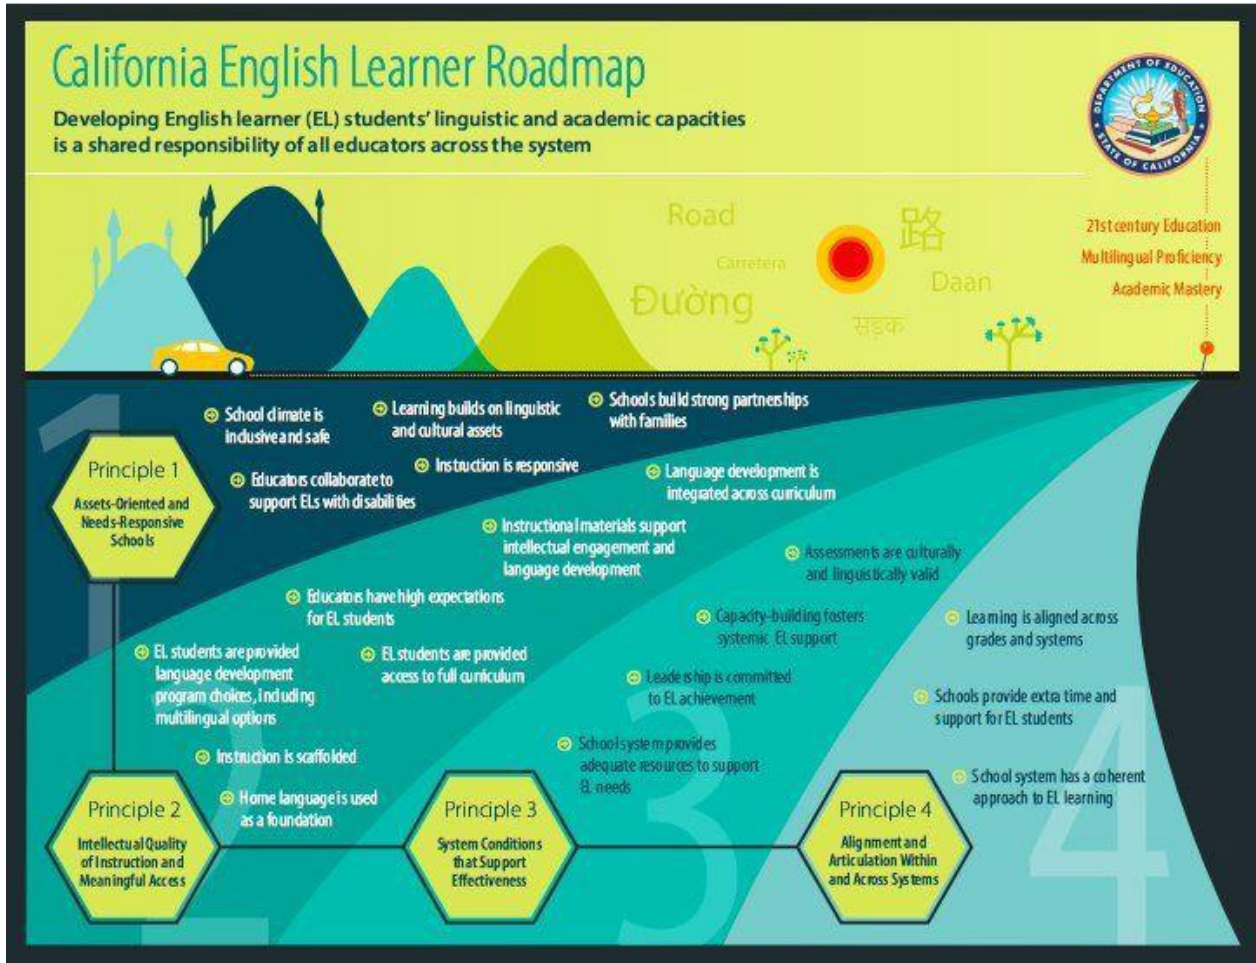 California English Learner Roadmap
Developing English learner (EL) students' linguistic and academic capacities
is a shared responsibility of all educators across the system
DEPARTMENT OF EDUCATION
STATE OF CALIFORNIA
Road
路
Carretera
Daan
Đường
सड़क
21st century Education
Multilingual Proficiency
Academic Mastery
1
Principle 1
Assets-Oriented and
Needs-Responsive
Schools
School climate is
inclusive and safe
Learning builds on linguistic
and cultural assets
Schools build strong partnerships
with families
Educators collaborate to
support ELs with disabilities
Instruction is responsive
Language development is
integrated across curriculum
Instructional materials support
intellectual engagement and
language development
Educators have high expectations
for EL students
EL students are provided
language development
program choices, including
multilingual options
EL students are provided
access to full curriculum
Instruction is scaffolded
Home language is used
as a foundation
2
Principle 2
Intellectual Quality
of Instruction and
Meaningful Access
Assessments are culturally
and linguistically valid
Capacity-building fosters
systemic EL support
Leadership is committed
to EL achievement
School system provides
adequate resources to support
EL needs
3
Principle 3
System Conditions
that Support
Effectiveness
Learning is aligned across
grades and systems
Schools provide extra time and
support for EL students
School system has a coherent
approach to EL learning
4
Principle 4
Alignment and
Articulation Within
and Across Systems